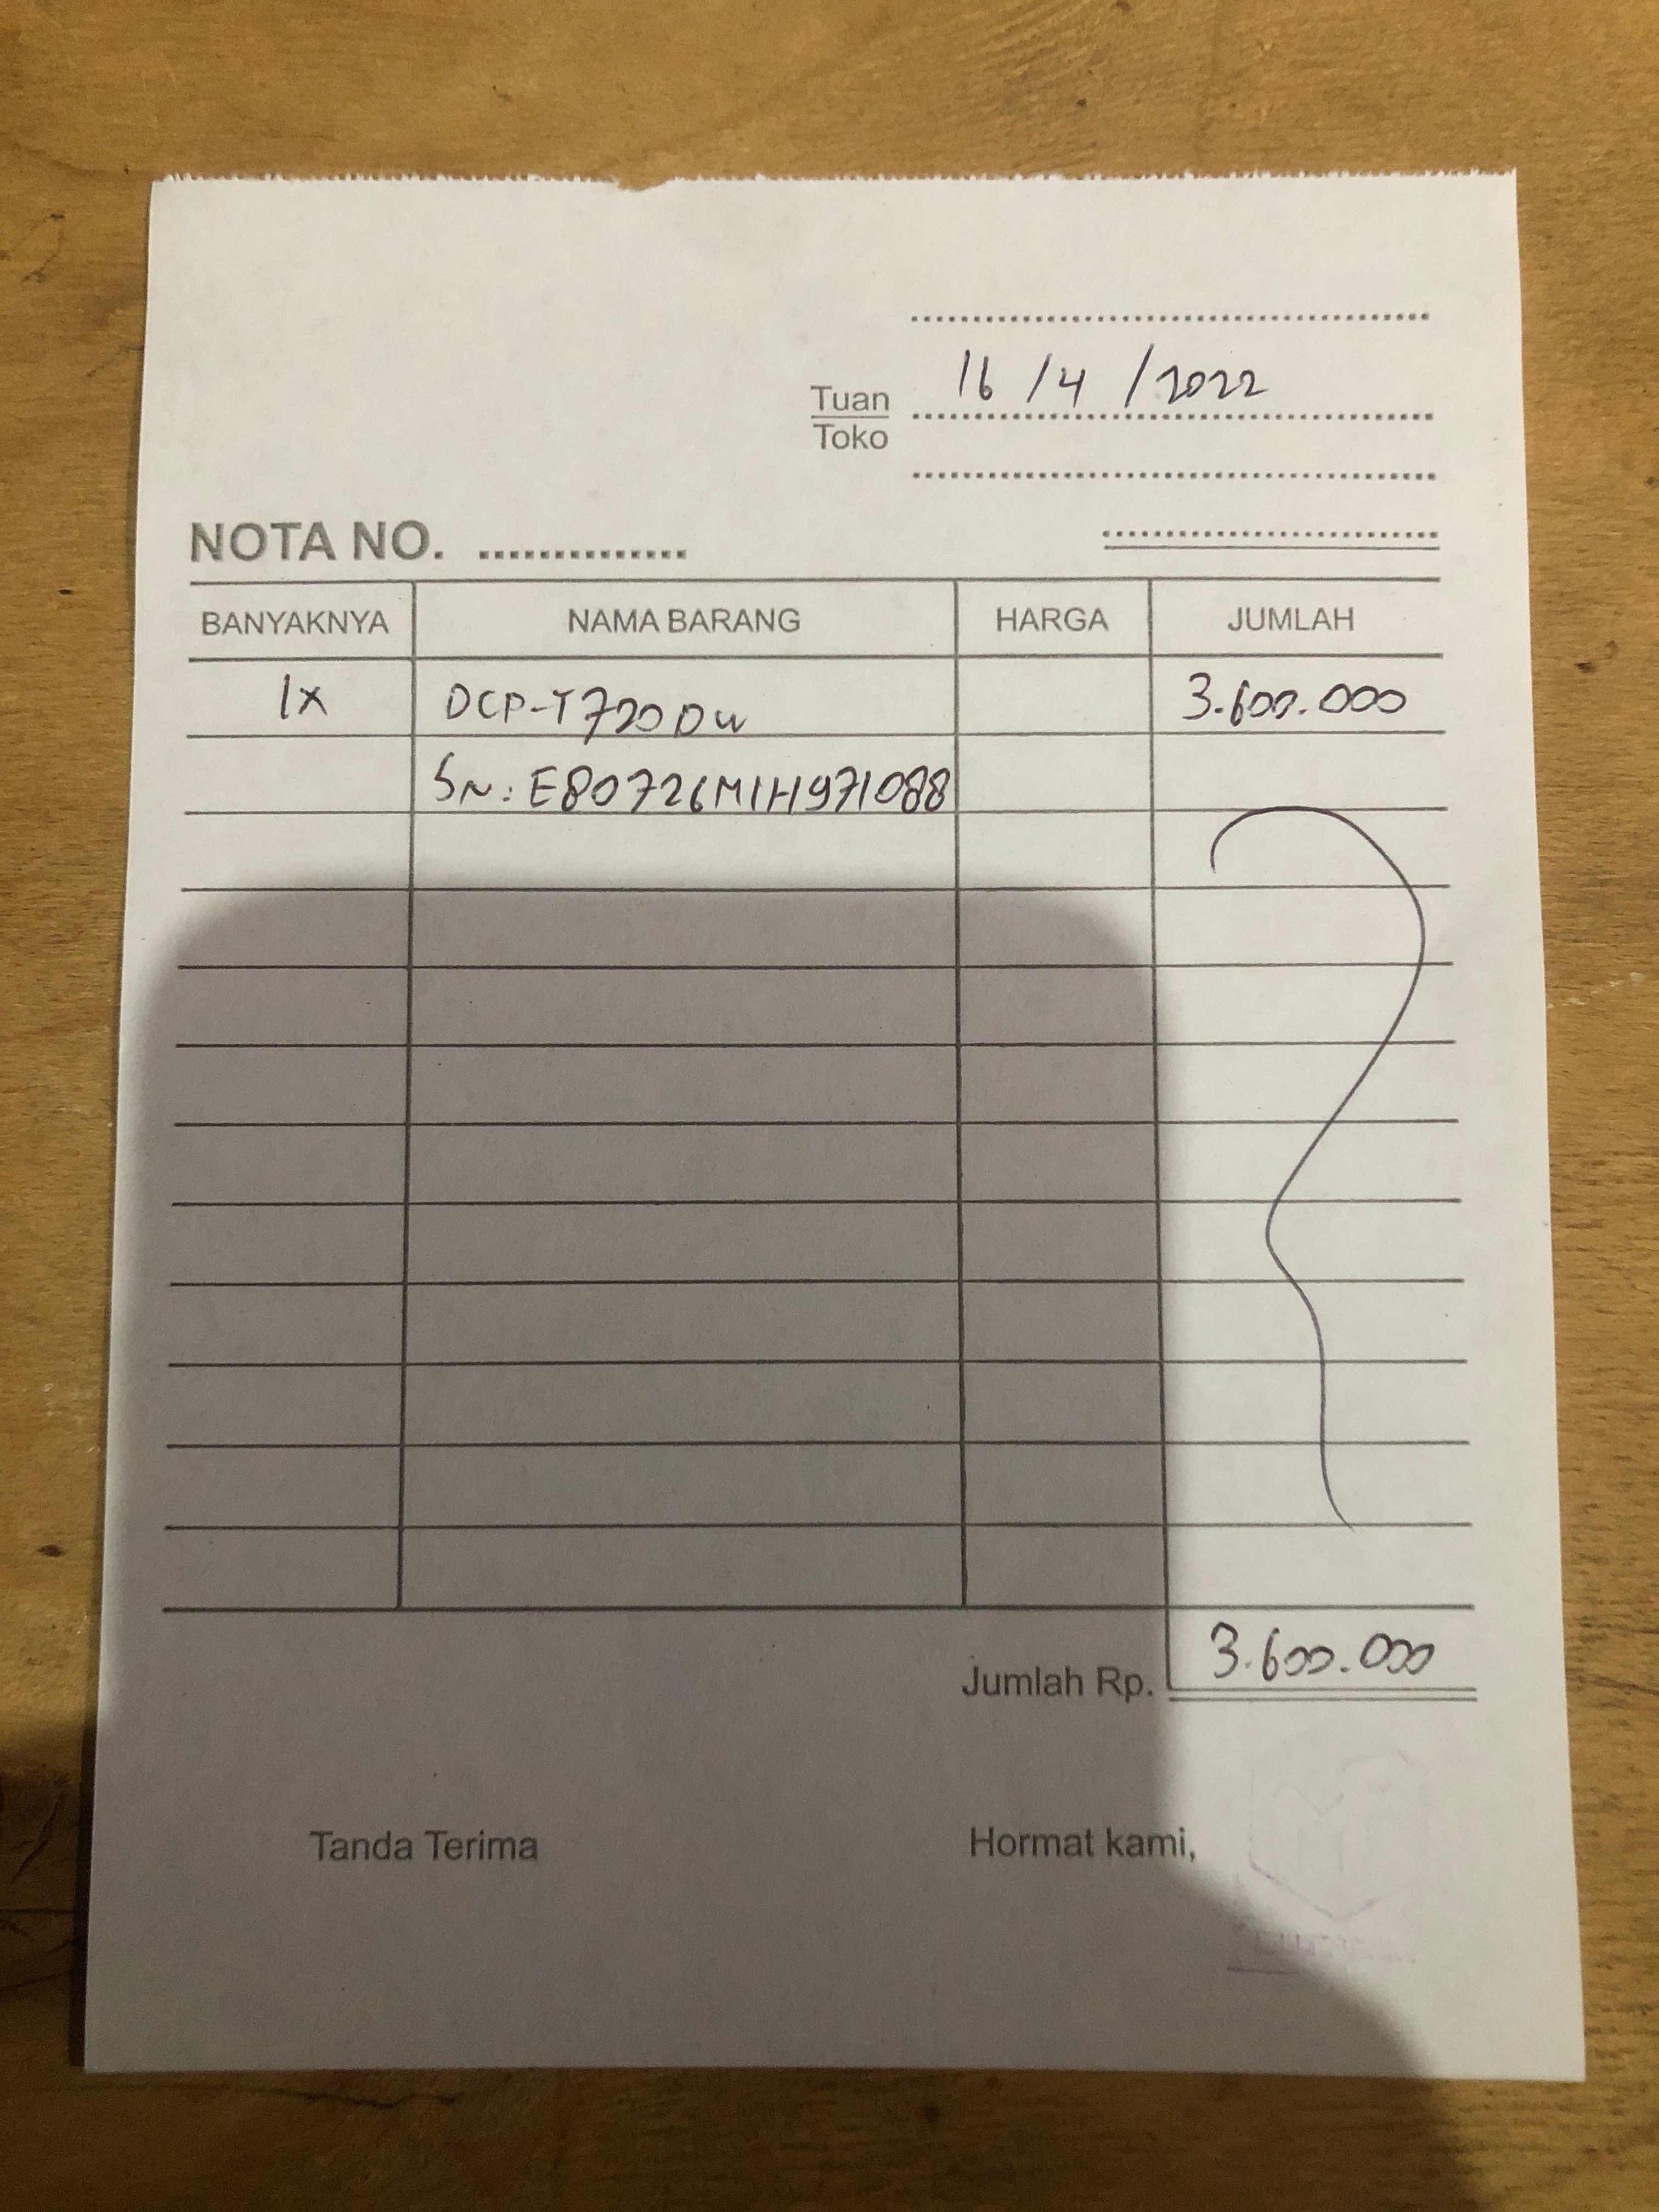 16/4/2022
Tuan
Toko
NOTA NO. ..............
BANYAKNYA NAMA BARANG HARGA JUMLAH
1x DCP-T720DW 3.600.000
SN: E80726M1H971088
Jumlah Rp. 3.600.000
Tanda Terima Hormat kami,